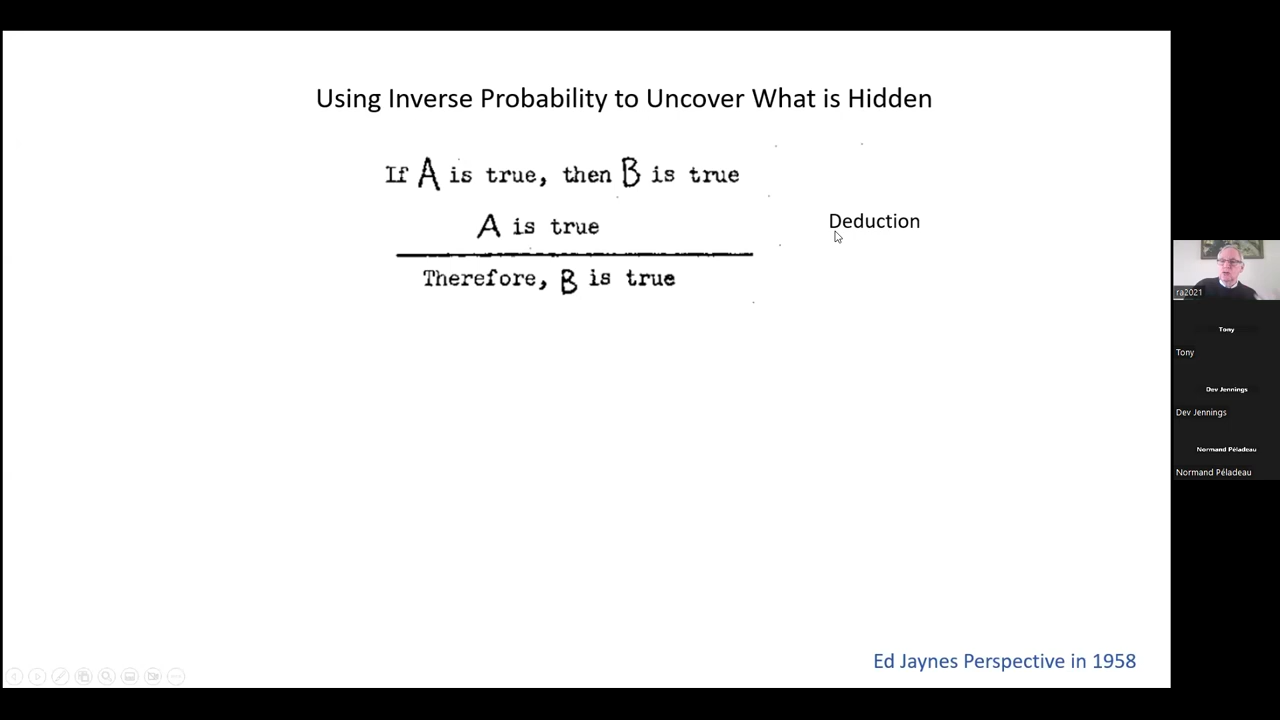 Using Inverse Probability to Uncover What is Hidden
If A is true, then B is true
A is true
Deduction
Therefore, B is true
Ed Jaynes Perspective in 1958
ra2021
Tony
Tony
Dev Jennings
Dev Jennings
Normand Péladeau
Normand Péladeau